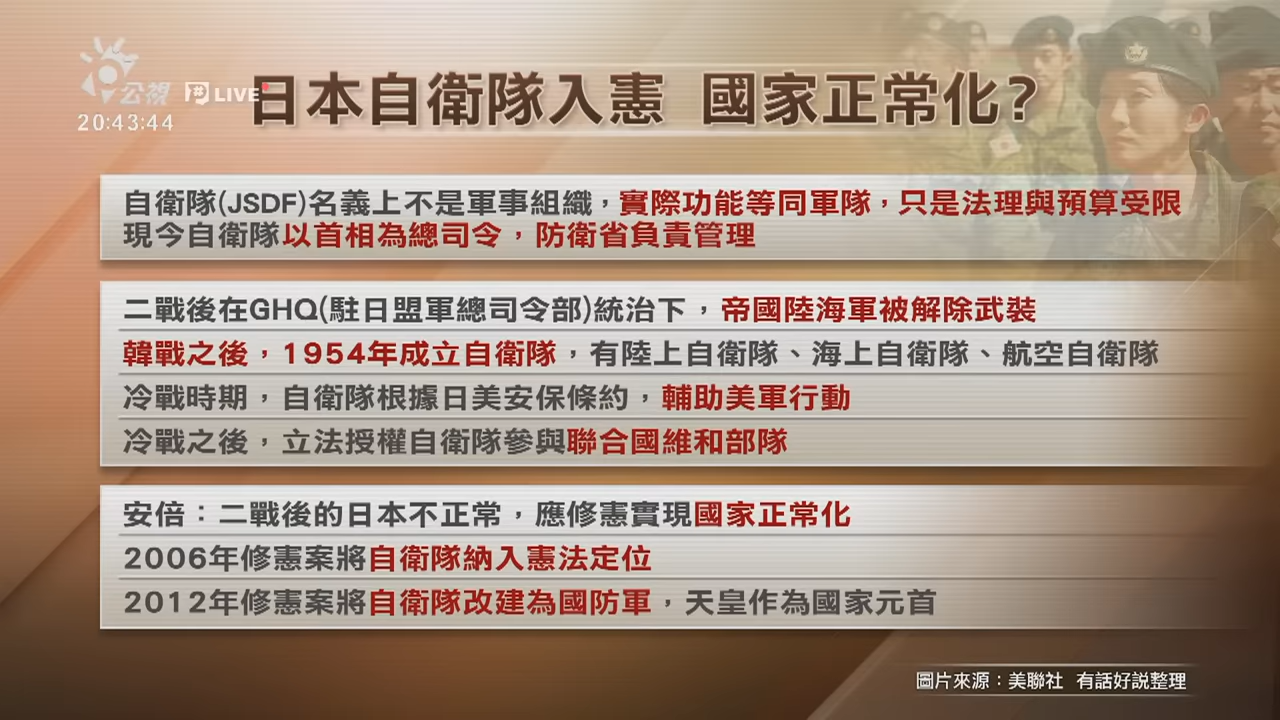 公視
LIVE
20:43:44
日本自衛隊入憲 國家正常化?
自衛隊(JSDF)名義上不是軍事組織,實際功能等同軍隊,只是法理與預算受限
現今自衛隊以首相為總司令,防衛省負責管理
二戰後在GHQ(駐日盟軍總司令部)統治下,帝國陸海軍被解除武裝
韓戰之後,1954年成立自衛隊,有陸上自衛隊、海上自衛隊、航空自衛隊
冷戰時期,自衛隊根據日美安保條約,輔助美軍行動
冷戰之後,立法授權自衛隊參與聯合國維和部隊
安倍:二戰後的日本不正常,應修憲實現國家正常化
2006年修憲案將自衛隊納入憲法定位
2012年修憲案將自衛隊改建為國防軍,天皇作為國家元首
圖片來源:美聯社 有話好說整理